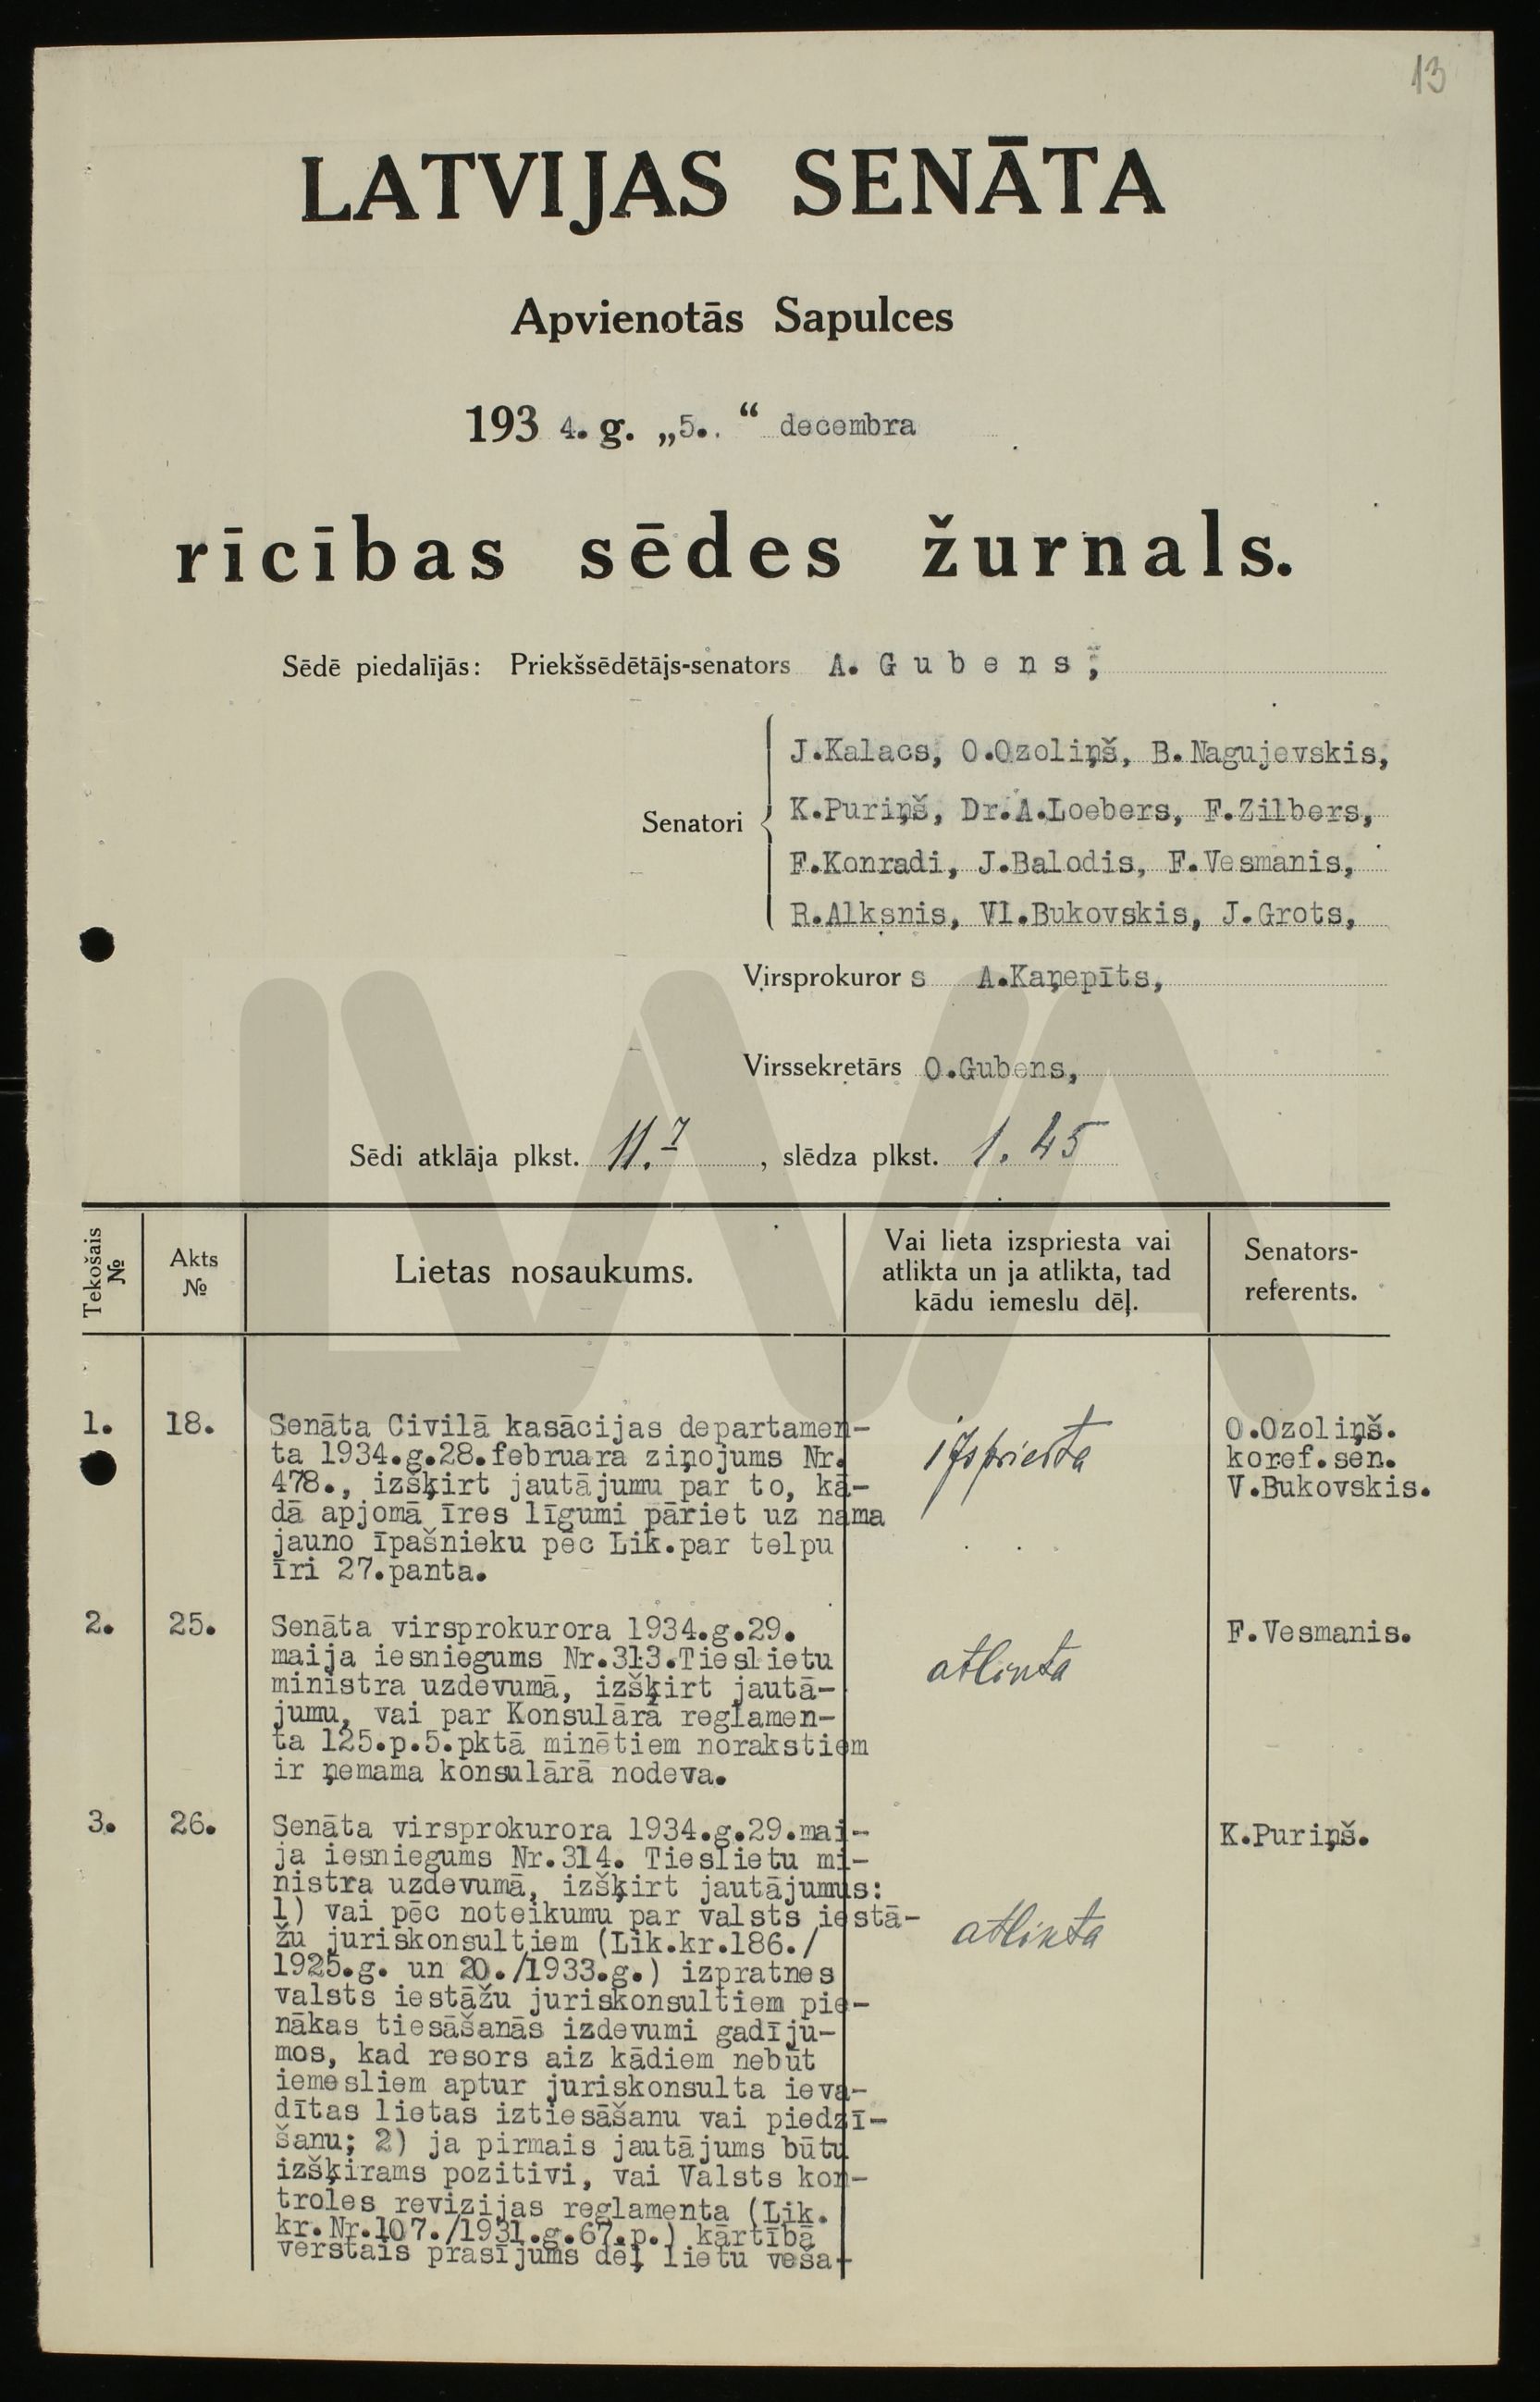 13
LATVIJAS SENĀTA
Apvienotās Sapulces
193 4. g. „5.. “ decembra
rīcības sēdes žurnals.
Sēdē piedalījās: Priekšsēdētājs-senators A. Gubens;
J.Kalacs, O.Ozoliņš, B.Nagujevskis,
K.Puriņš, Dr.A.Loebers, F.Zilbers,
Senatori
F.Konradi, J.Balodis, F.Vesmanis,
R.Alksnis, Vl.Bukovskis, J.Grots,
Virsprokuror s A.Kaņepīts,
Virssekretārs O.Gubens,
Sēdi atklāja plkst. 11. , slēdza plkst. 1.45
Tekošais №
Akts
№
Lietas nosaukums.
Vai lieta izspriesta vai
atlikta un ja atlikta, tad
kādu iemeslu dēļ.
Senators-
referents.
1.
18.
Senāta Civilā kasācijas departamen-
ta 1934.g.28.februara ziņojums Nr.
478., izšķirt jautājumu par to, kā-
dā apjomā īres līgumi pāriet uz nama
jauno īpašnieku pēc Lik.par telpu
īri 27.panta.
izspriesta
O.Ozoliņš.
koref.sen.
V.Bukovskis.
2.
25.
Senāta virsprokurora 1934.g.29.
maija iesniegums Nr.313.Tieslietu
ministra uzdevumā, izšķirt jautā-
jumu, vai par Konsulārā reglamen-
ta 125.p.5.pktā minētiem norakstiem
ir ņemama konsulārā nodeva.
atlikta
F.Vesmanis.
3.
26.
Senāta virsprokurora 1934.g.29.mai-
ja iesniegums Nr.314. Tieslietu mi-
nistra uzdevumā, izšķirt jautājumus:
1) vai pēc noteikumu par valsts iestā-
žu juriskonsultiem (Lik.kr.186./
1925.g. un 20./1933.g.) izpratnes
valsts iestāžu juriskonsultiem pie-
nākas tiesāšanās izdevumi gadīju-
mos, kad resors aiz kādiem nebūt
iemesliem aptur juriskonsulta ieva-
dītas lietas iztiesāšanu vai piedzī-
šanu; 2) ja pirmais jautājums būtu
izšķirams pozitivi, vai Valsts kon-
troles revizijas reglamenta (Lik.
kr.Nr.107./1931.g.67.p.) kārtībā
verstais prasījums dēļ lietu veša-
atlikta
K.Puriņš.